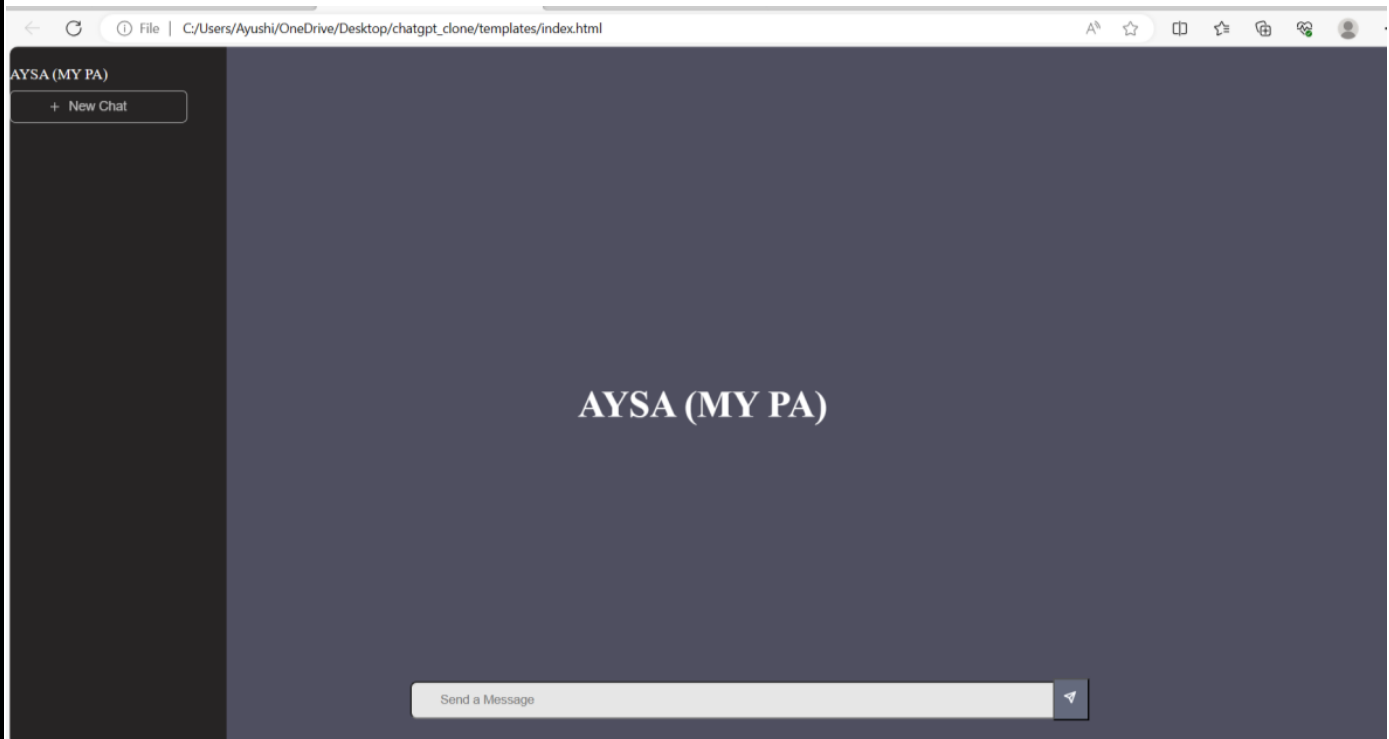 File | C:/Users/Ayushi/OneDrive/Desktop/chatgpt_clone/templates/index.html
AYSA (MY PA)
+ New Chat
AYSA (MY PA)
Send a Message